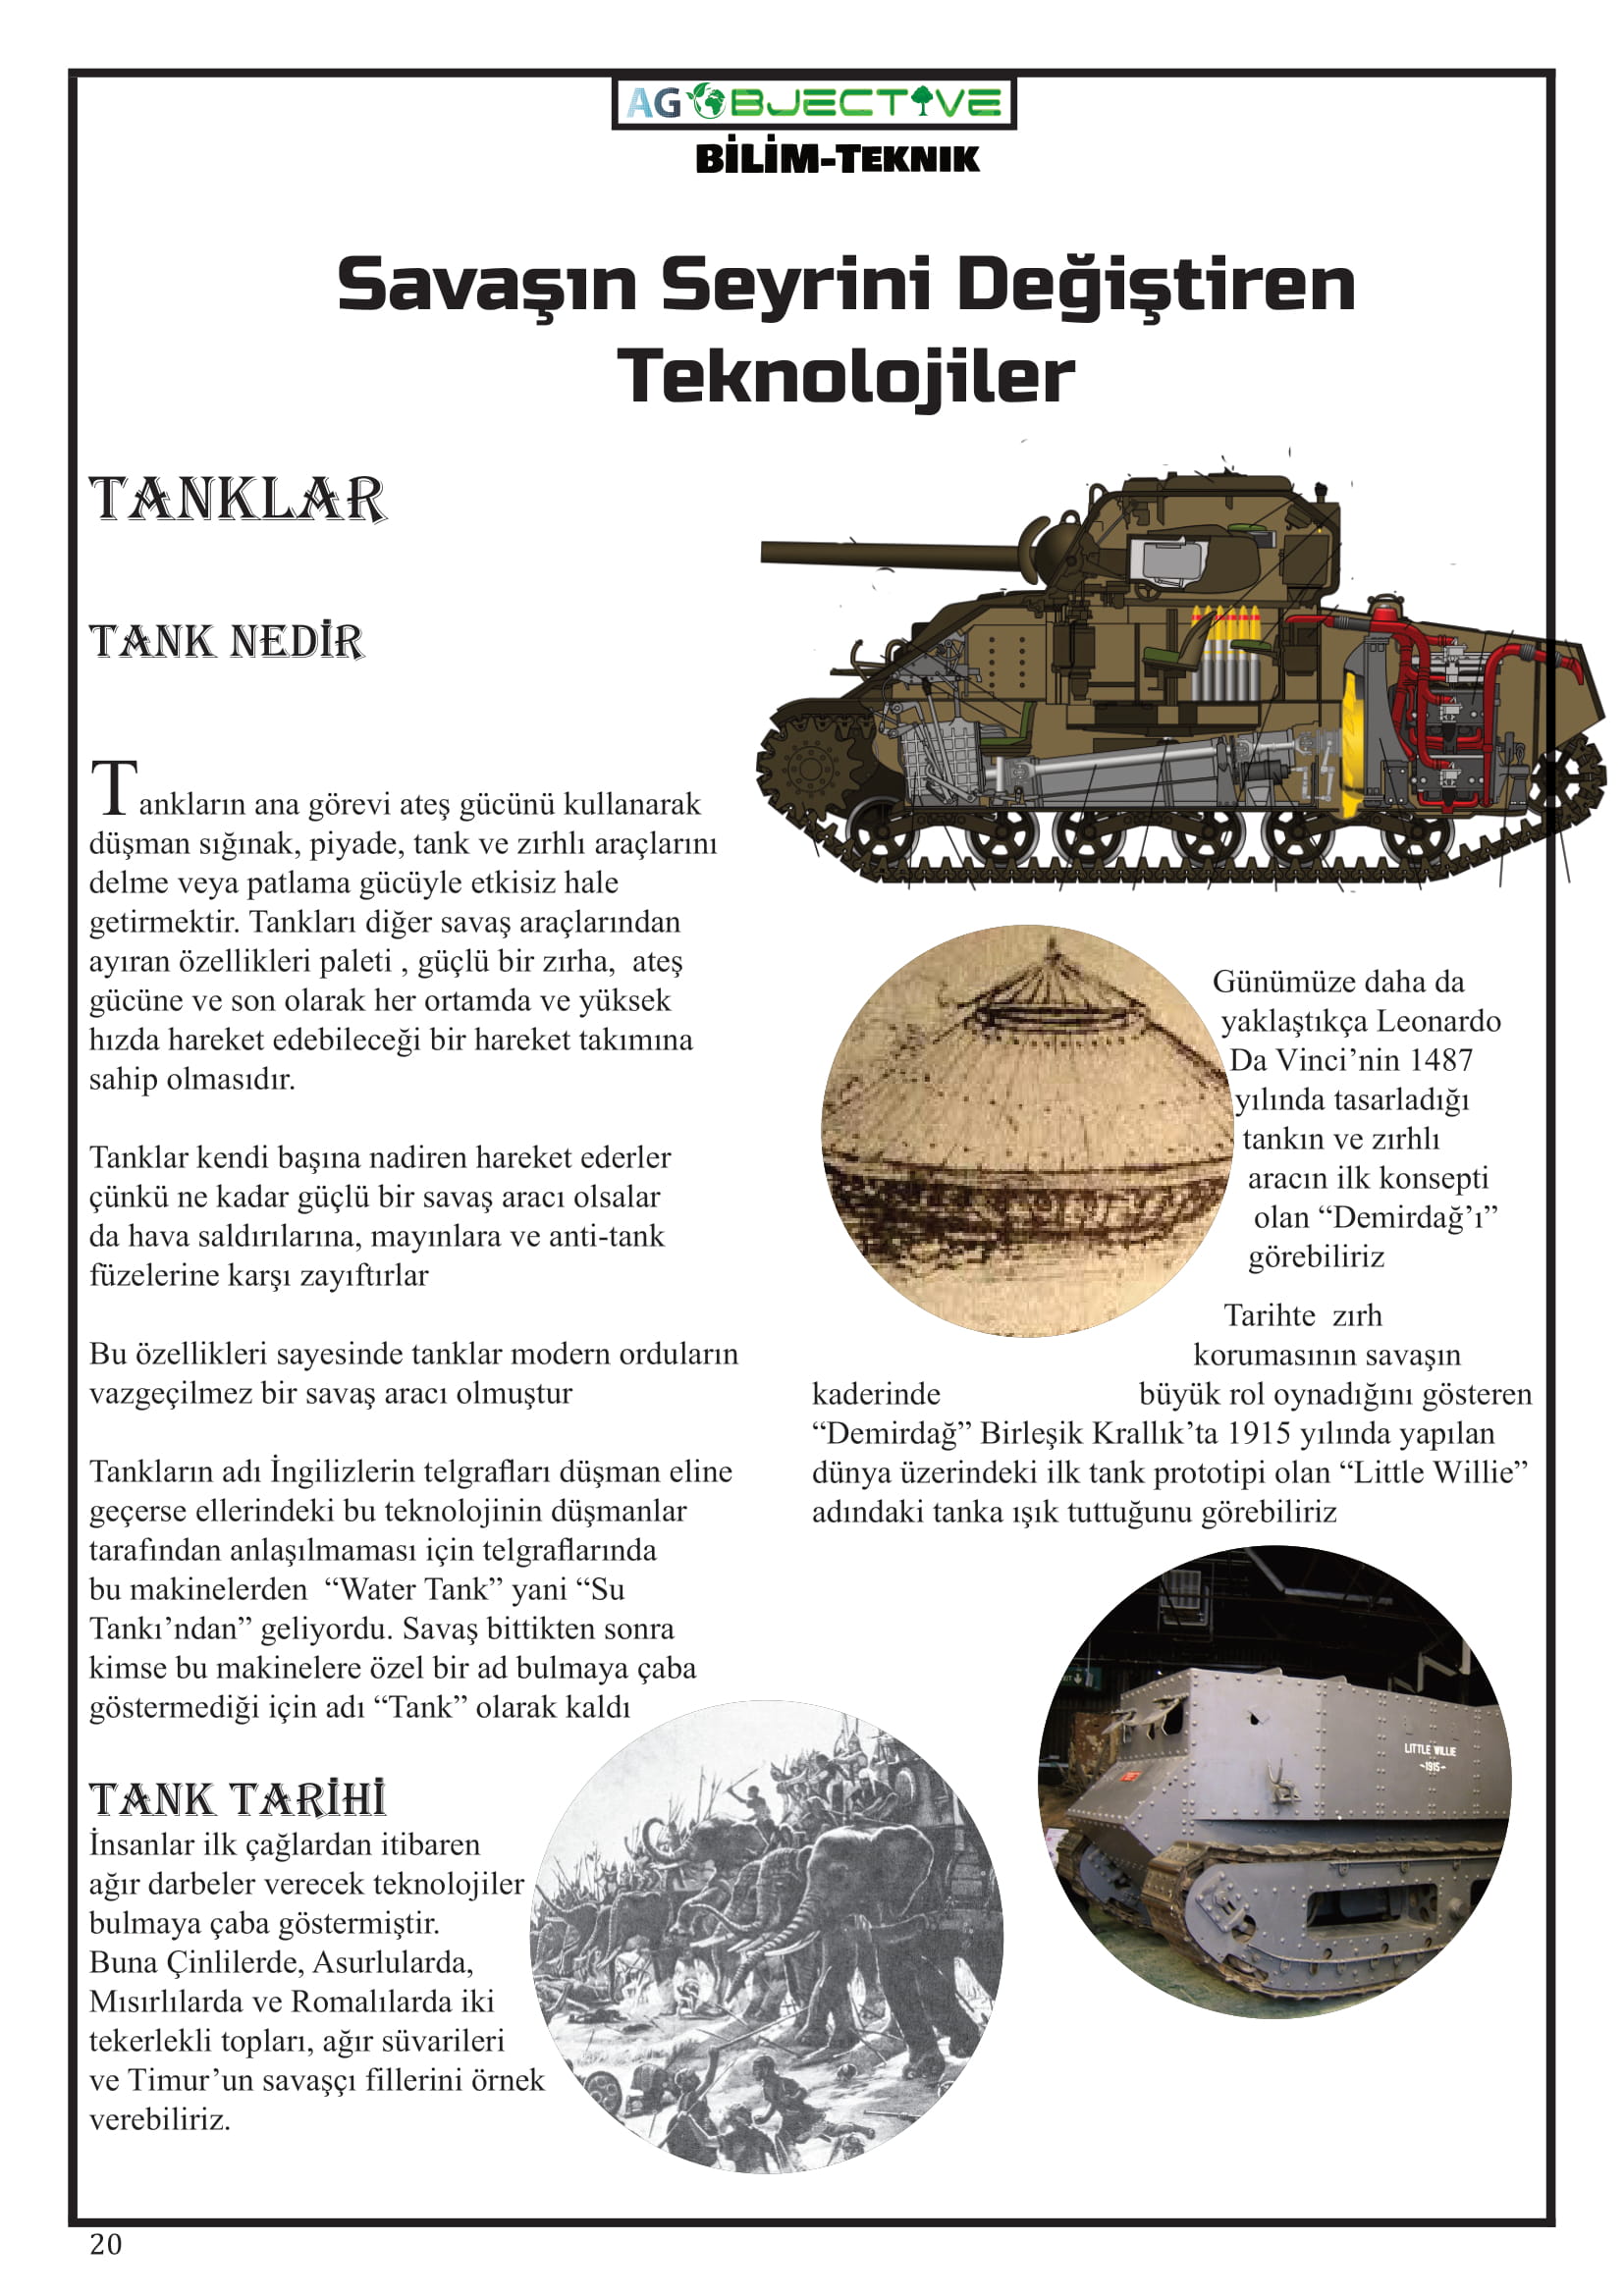 AG OBJECTIVE
BİLİM-TEKNIK
Savaşın Seyrini Değiştiren
Teknolojiler
TANKLAR
TANK NEDİR
Tankların ana görevi ateş gücünü kullanarak
düşman sığınak, piyade, tank ve zırhlı araçlarını
delme veya patlama gücüyle etkisiz hale
getirmektir. Tankları diğer savaş araçlarından
ayıran özellikleri paleti , güçlü bir zırha,  ateş
gücüne ve son olarak her ortamda ve yüksek
hızda hareket edebileceği bir hareket takımına
sahip olmasıdır.
Tanklar kendi başına nadiren hareket ederler
çünkü ne kadar güçlü bir savaş aracı olsalar
da hava saldırılarına, mayınlara ve anti-tank
füzelerine karşı zayıftırlar
Bu özellikleri sayesinde tanklar modern orduların
vazgeçilmez bir savaş aracı olmuştur
Tankların adı İngilizlerin telgrafları düşman eline
geçerse ellerindeki bu teknolojinin düşmanlar
tarafından anlaşılmaması için telgraflarında
bu makinelerden  “Water Tank” yani “Su
Tankı’ndan” geliyordu. Savaş bittikten sonra
kimse bu makinelere özel bir ad bulmaya çaba
göstermediği için adı “Tank” olarak kaldı
TANK TARİHİ
İnsanlar ilk çağlardan itibaren
ağır darbeler verecek teknolojiler
bulmaya çaba göstermiştir.
Buna Çinlilerde, Asurlularda,
Mısırlılarda ve Romalılarda iki
tekerlekli topları, ağır süvarileri
ve Timur’un savaşçı fillerini örnek
verebiliriz.
Günümüze daha da
yaklaştıkça Leonardo
Da Vinci’nin 1487
yılında tasarladığı
tankın ve zırhlı
aracın ilk konsepti
olan “Demirdağ’ı”
görebiliriz
Tarihte  zırh
korumasının savaşın
kaderinde büyük rol oynadığını gösteren
“Demirdağ” Birleşik Krallık’ta 1915 yılında yapılan
dünya üzerindeki ilk tank prototipi olan “Little Willie”
adındaki tanka ışık tuttuğunu görebiliriz
LITTLE WILLIE
-1915-
20